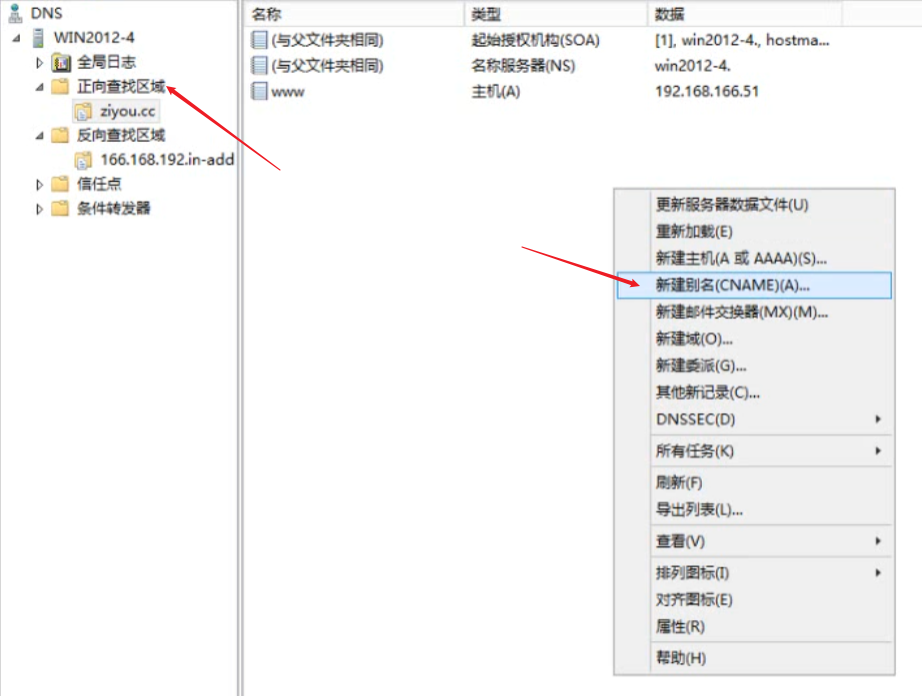 DNS
WIN2012-4
全局日志
正向查找区域
ziyou.cc
反向查找区域
166.168.192.in-add
信任点
条件转发器
名称 类型 数据
(与父文件夹相同) 起始授权机构(SOA) [1], win2012-4., hostma...
(与父文件夹相同) 名称服务器(NS) win2012-4.
www 主机(A) 192.168.166.51
更新服务器数据文件(U)
重新加载(E)
新建主机(A 或 AAAA)(S)...
新建别名(CNAME)(A)...
新建邮件交换器(MX)(M)...
新建域(O)...
新建委派(G)...
其他新记录(C)...
DNSSEC(D)
所有任务(K)
刷新(F)
导出列表(L)...
查看(V)
排列图标(I)
对齐图标(E)
属性(R)
帮助(H)